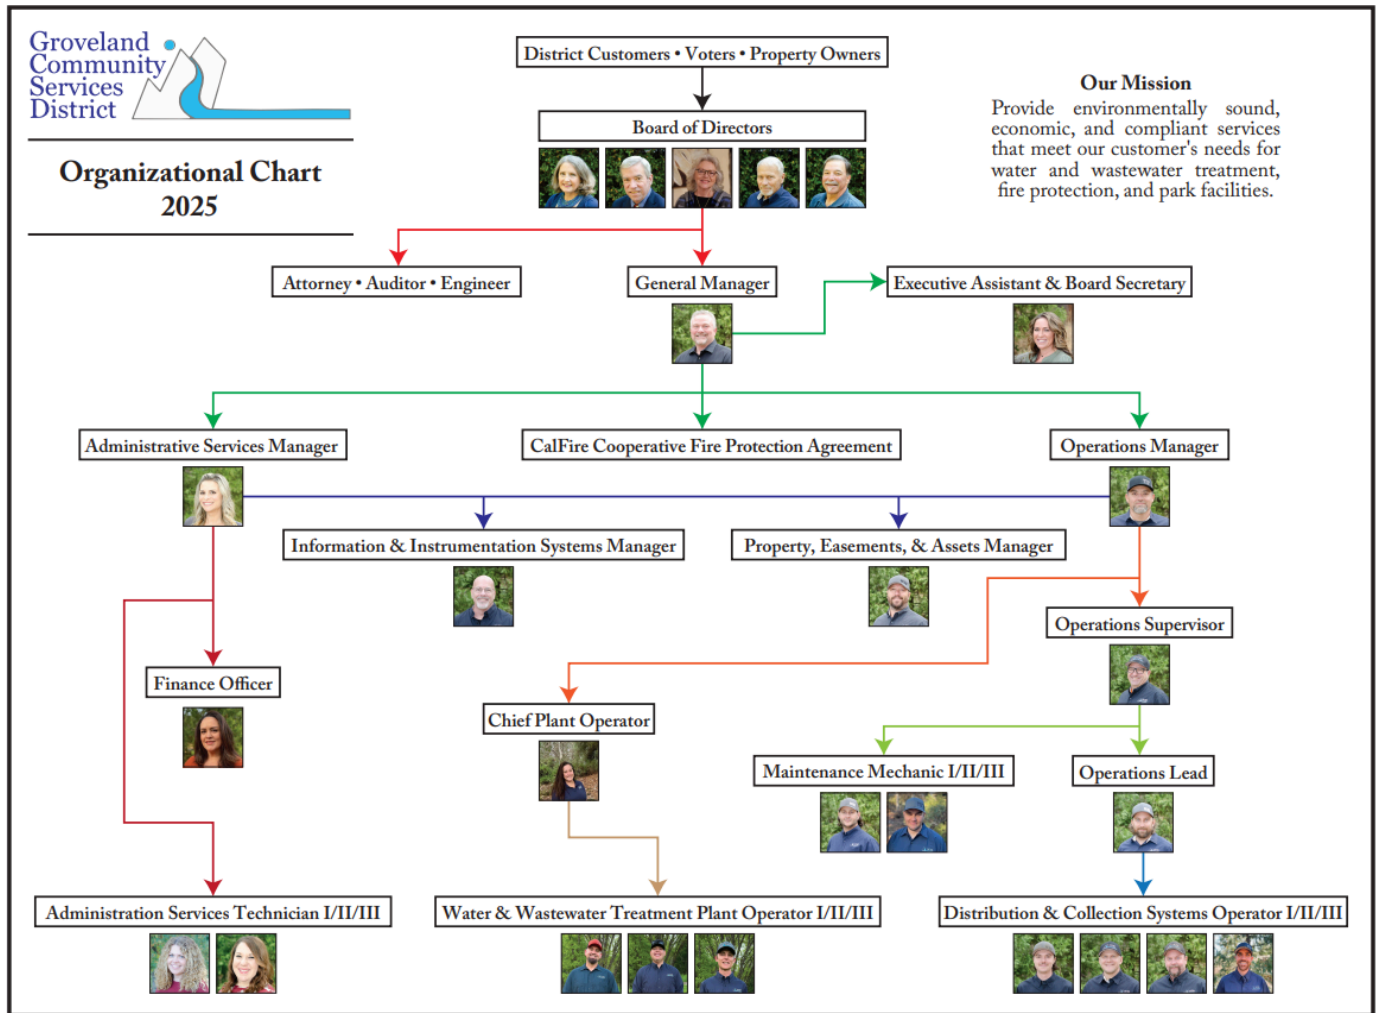 Groveland
Community
Services
District
Organizational Chart
2025
District Customers • Voters • Property Owners
Board of Directors
Our Mission
Provide environmentally sound,
economic, and compliant services
that meet our customer's needs for
water and wastewater treatment,
fire protection, and park facilities.
Attorney • Auditor • Engineer
General Manager
Executive Assistant & Board Secretary
Administrative Services Manager
CalFire Cooperative Fire Protection Agreement
Operations Manager
Information & Instrumentation Systems Manager
Property, Easements, & Assets Manager
Operations Supervisor
Finance Officer
Chief Plant Operator
Maintenance Mechanic I/II/III
Operations Lead
Administration Services Technician I/II/III
Water & Wastewater Treatment Plant Operator I/II/III
Distribution & Collection Systems Operator I/II/III